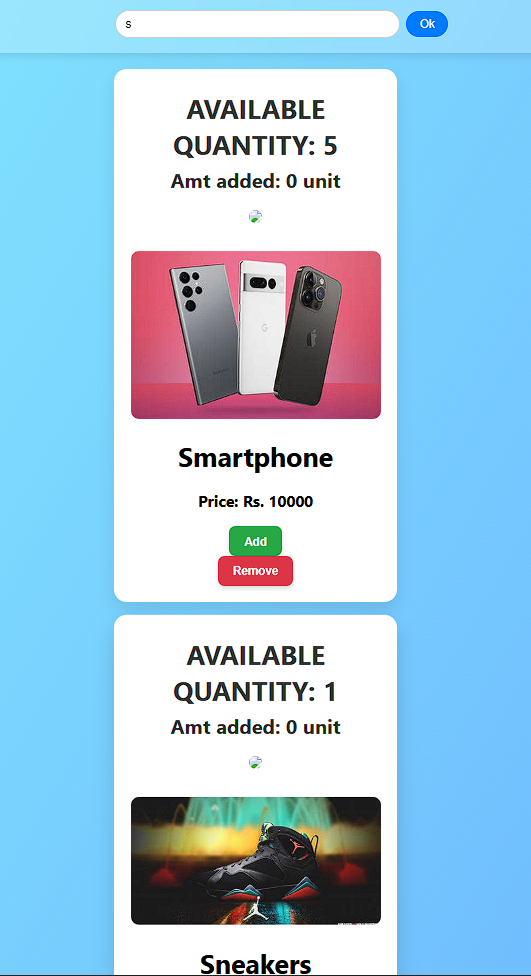 s
Ok
AVAILABLE
QUANTITY: 5
Amt added: 0 unit
Smartphone
Price: Rs. 10000
Add
Remove
AVAILABLE
QUANTITY: 1
Amt added: 0 unit
Sneakers